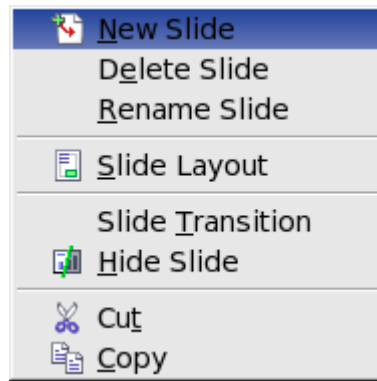 New Slide
Delete Slide
Rename Slide
Slide Layout
Slide Transition
Hide Slide
Cut
Copy